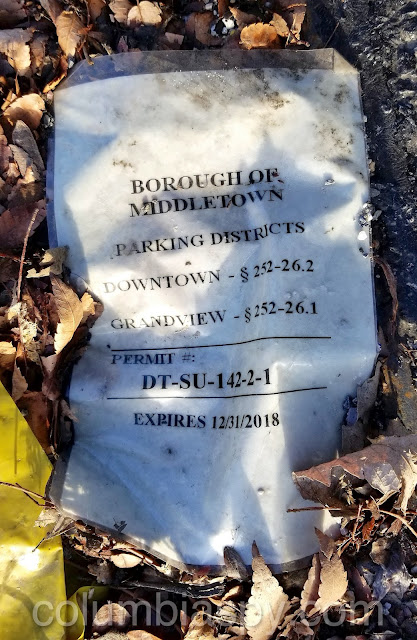 BOROUGH OF
MIDDLETOWN
PARKING DISTRICTS
DOWNTOWN - § 252-26.2
GRANDVIEW - § 252-26.1
PERMIT #:
DT-SU-142-2-1
EXPIRES 12/31/2018
columbiaspy.com